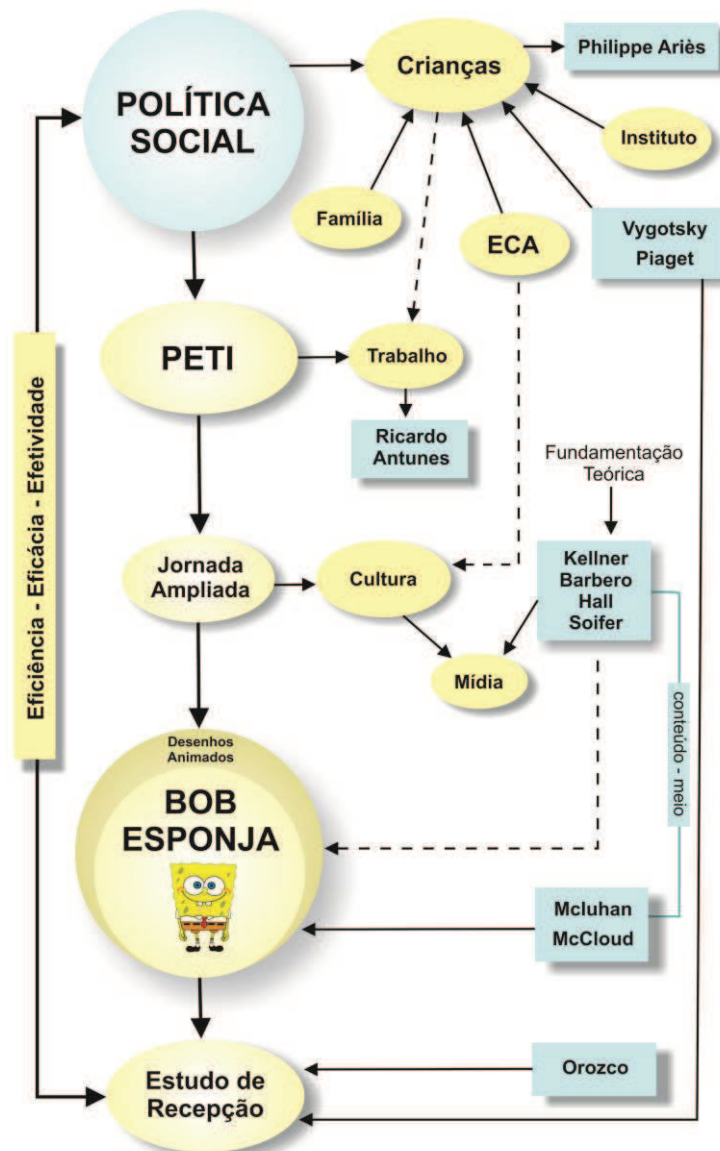 Crianças
Philippe Ariès
POLÍTICA
SOCIAL
Instituto
Família
ECA
Vygotsky
Piaget
PETI
Trabalho
Ricardo
Antunes
Fundamentação
Teórica
Eficiência - Eficácia - Efetividade
Jornada
Ampliada
Cultura
Kellner
Barbero
Hall
Soifer
Mídia
conteúdo - meio
Desenhos
Animados
BOB
ESPONJA
Mcluhan
McCloud
Estudo de
Recepção
Orozco